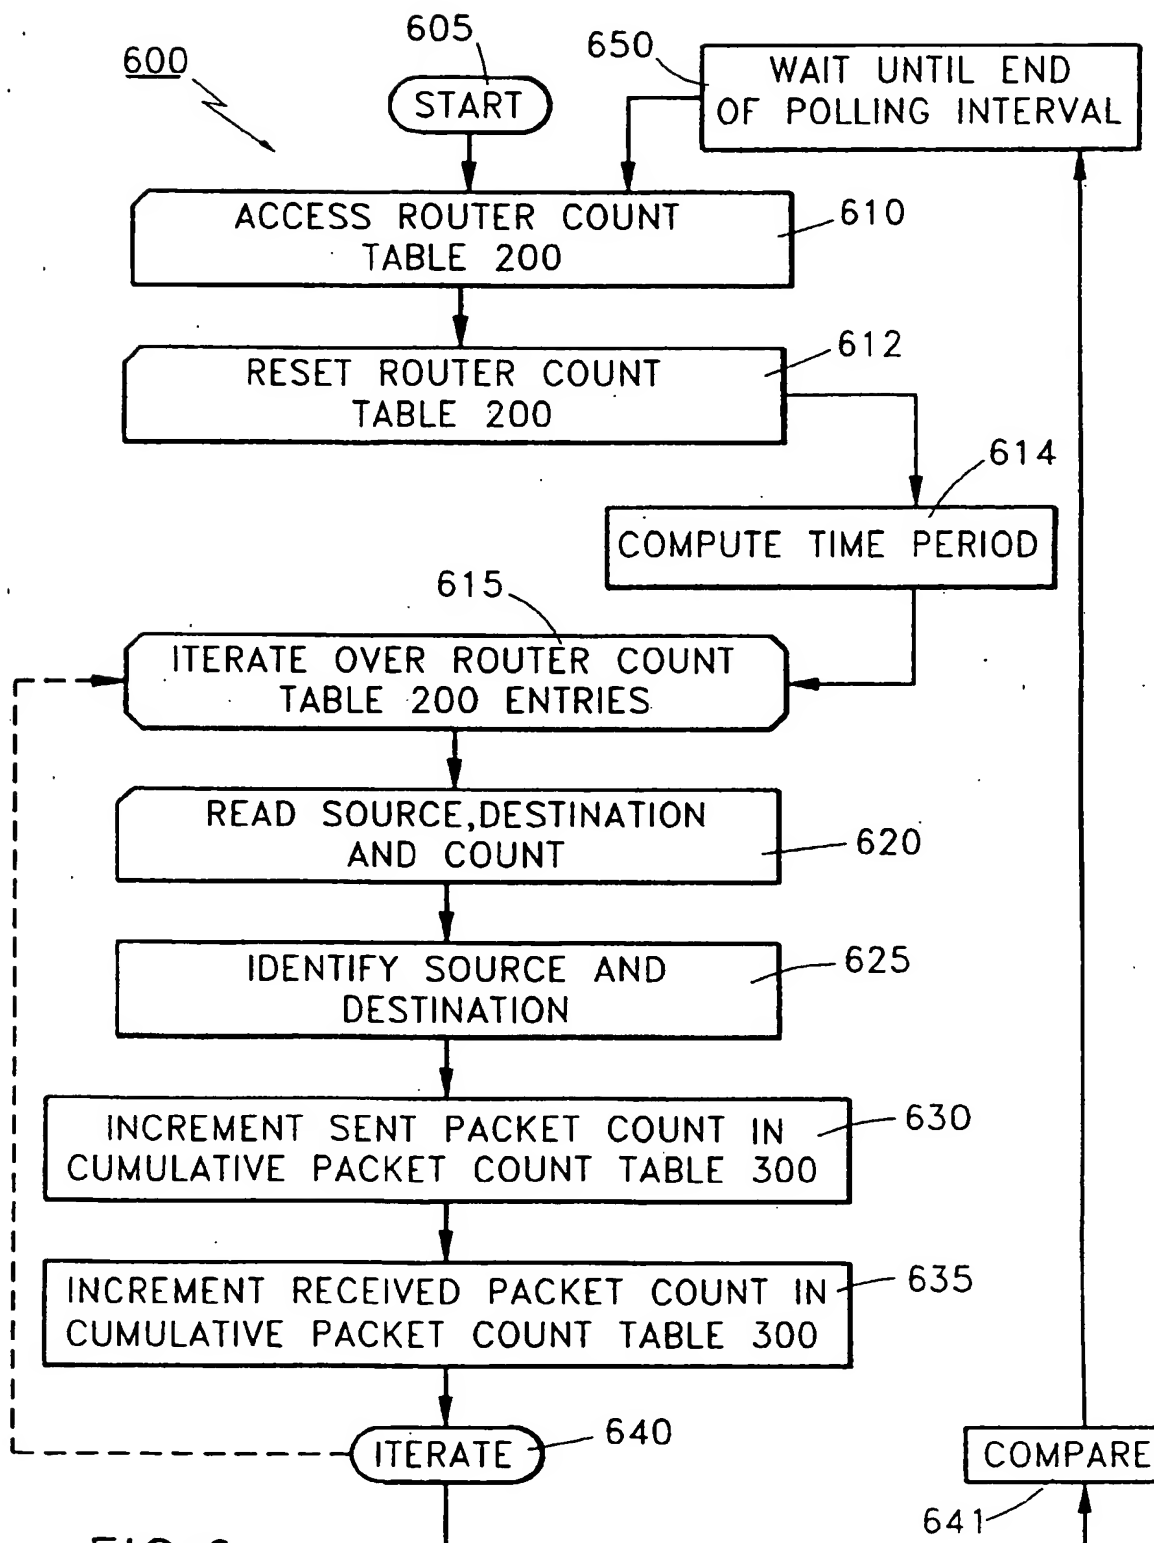 600
605
START
650
WAIT UNTIL END
OF POLLING INTERVAL
ACCESS ROUTER COUNT
TABLE 200
610
RESET ROUTER COUNT
TABLE 200
612
614
COMPUTE TIME PERIOD
615
ITERATE OVER ROUTER COUNT
TABLE 200 ENTRIES
READ SOURCE,DESTINATION
AND COUNT
620
IDENTIFY SOURCE AND
DESTINATION
625
INCREMENT SENT PACKET COUNT IN
CUMULATIVE PACKET COUNT TABLE 300
630
INCREMENT RECEIVED PACKET COUNT IN
CUMULATIVE PACKET COUNT TABLE 300
635
ITERATE
640
COMPARE
641